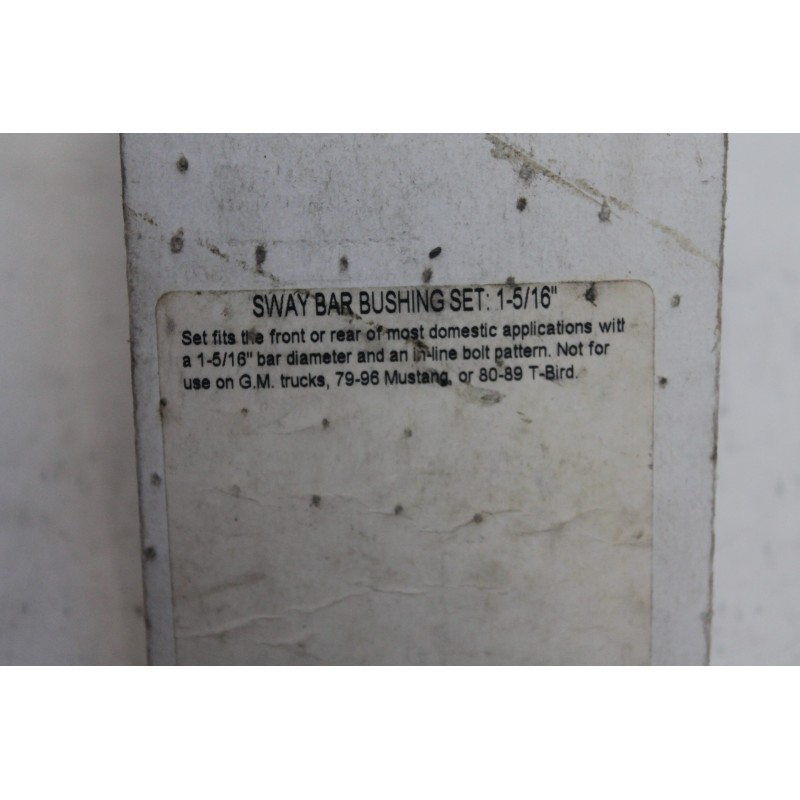 SWAY BAR BUSHING SET: 1-5/16"
Set fits the front or rear of most domestic applications with
a 1-5/16" bar diameter and an in-line bolt pattern. Not for
use on G.M. trucks, 79-96 Mustang, or 80-89 T-Bird.